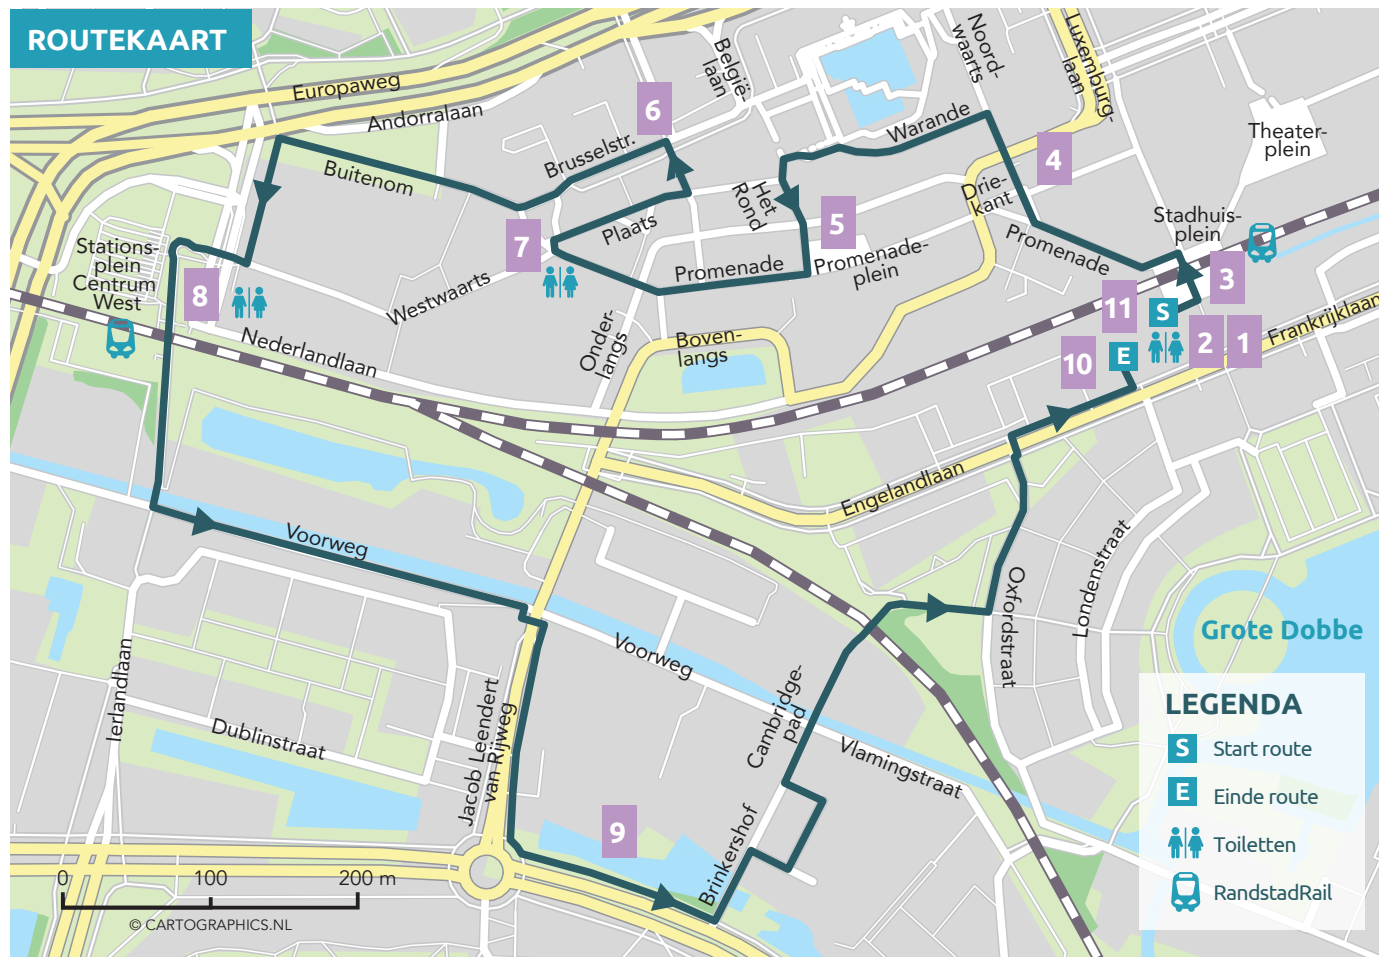 ROUTEKAART
Europaweg
Andorralaan
België-
laan
Noord-
waarts
Luxemburg-
laan
6
Brusselstr.
Warande
Theater-
plein
4
Buitenom
Drie-
kant
Het
Rond
5
Stadhuis-
plein
7
Plaats
Stations-
plein
Centrum
West
Promenade
Promenade-
plein
Promenade
3
8
Westwaarts
11
S
Nederlandlaan
Onder-
langs
Boven-
langs
10
E
2
1
Frankrijklaan
Engelandlaan
Voorweg
Londenstraat
Oxfordstraat
Grote Dobbe
Voorweg
Ierlandlaan
Cambridge-
pad
Jacob Leendert
van Rijweg
Dublinstraat
Vlamingstraat
9
Brinkershof
LEGENDA
S Start route
E Einde route
Toiletten
RandstadRail
0 100 200 m
© CARTOGRAPHICS.NL